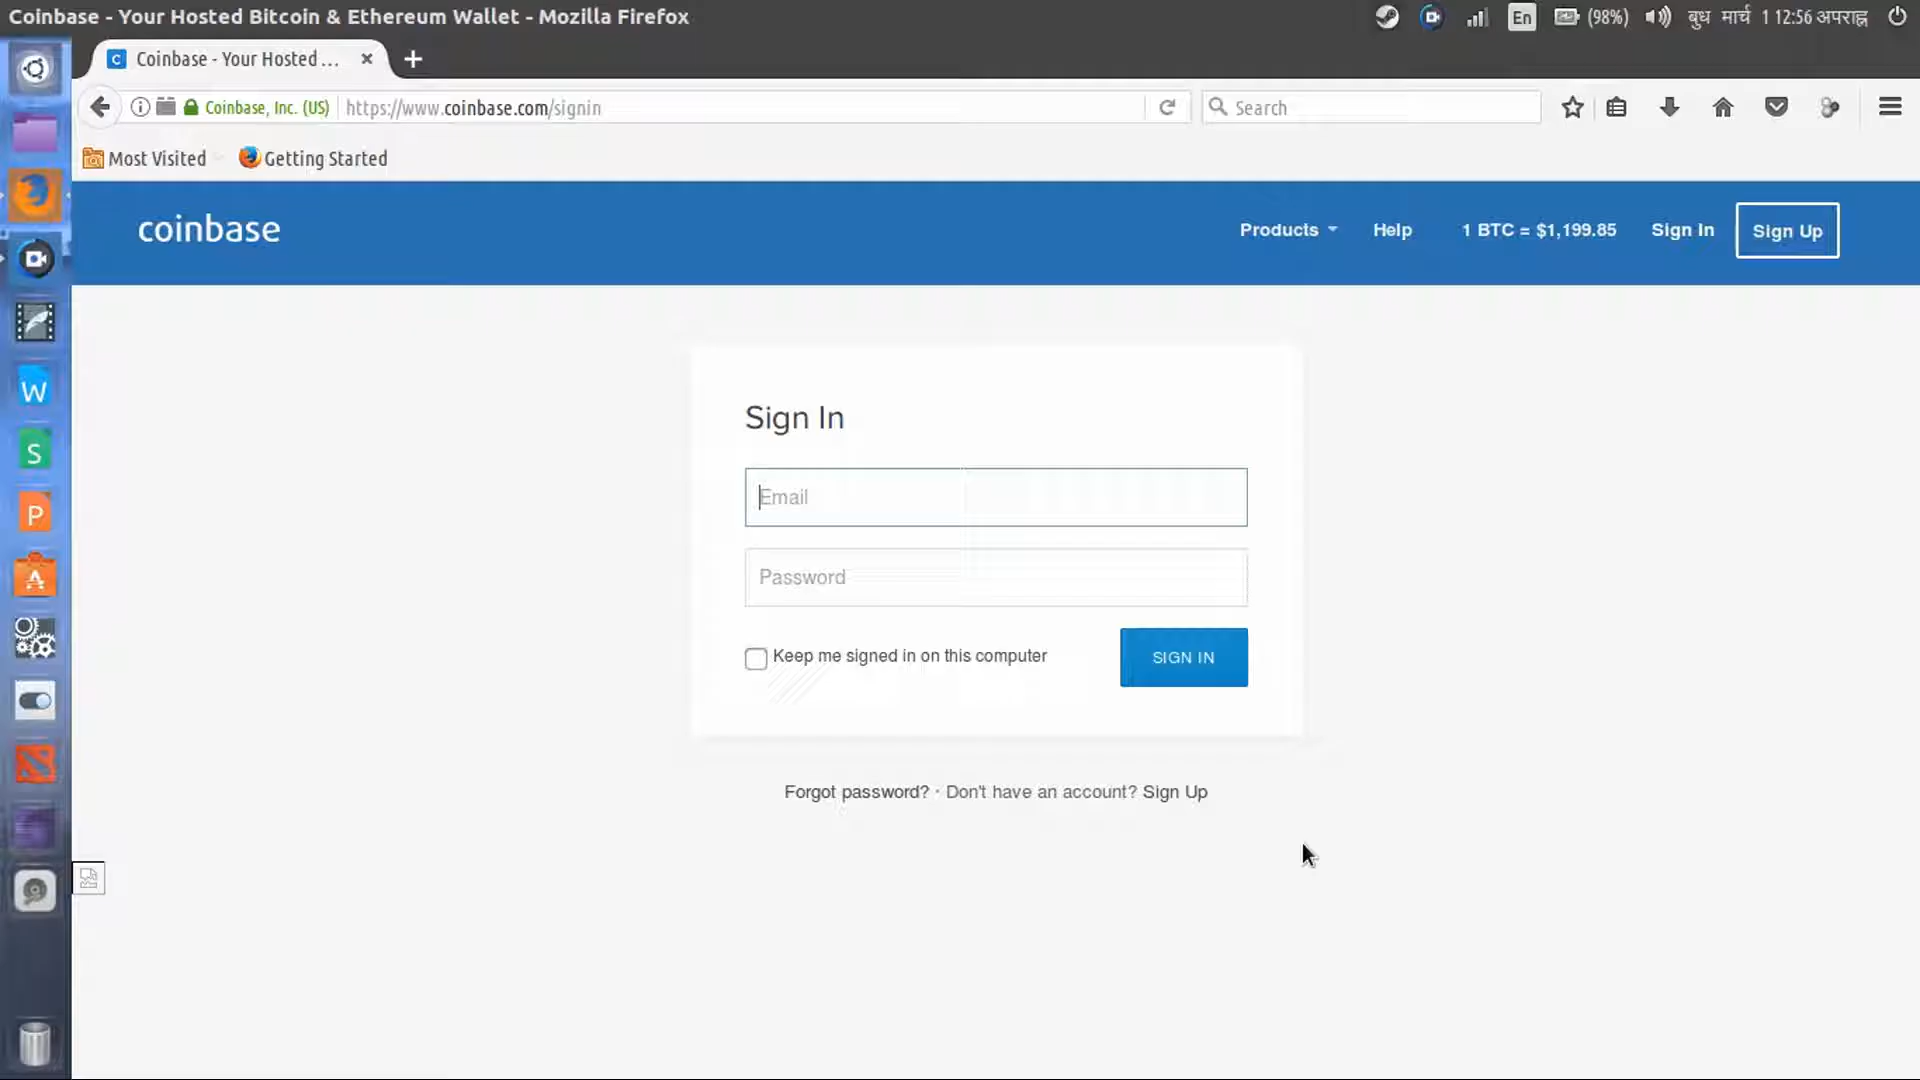 Coinbase - Your Hosted Bitcoin & Ethereum Wallet - Mozilla Firefox
En (98%) बुध मार्च 1 12:56 अपराह्न
C Coinbase - Your Hosted ...
Coinbase, Inc. (US) https://www.coinbase.com/signin
Search
Most Visited Getting Started
coinbase Products Help 1 BTC = $1,199.85 Sign In Sign Up
Sign In
Email
Password
Keep me signed in on this computer SIGN IN
Forgot password? · Don't have an account? Sign Up
W
S
P
A